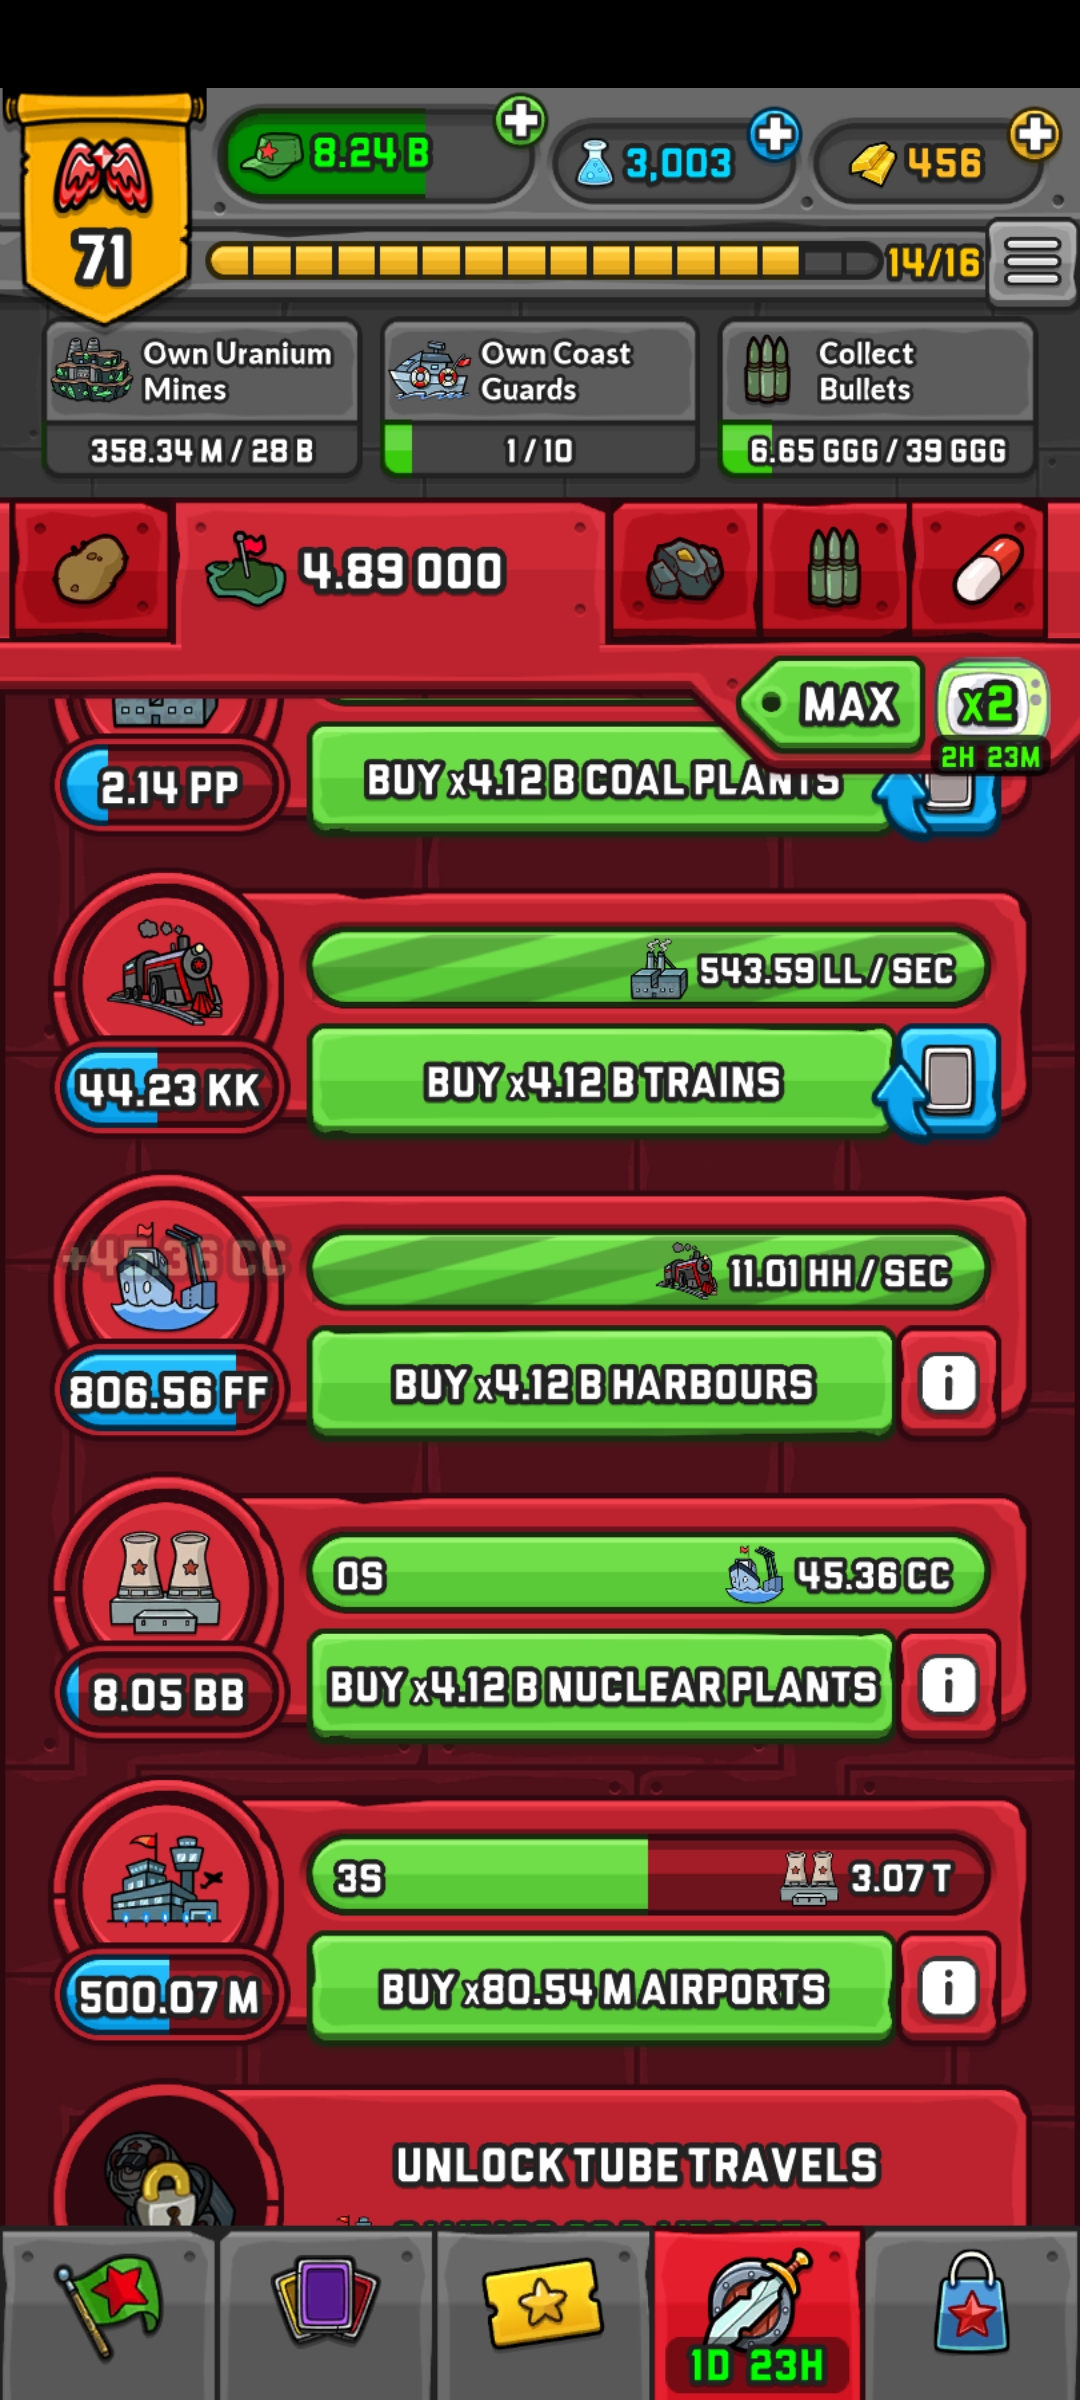 8.24 B
3,003
456
71
14/16
Own Uranium
Mines
358.34 M / 28 B
Own Coast
Guards
1 / 10
Collect
Bullets
6.65 GGG / 39 GGG
4.89 OOO
MAX
x2
2H 23M
2.14 PP
BUY x4.12 B COAL PLANTS
543.59 LL / SEC
44.23 KK
BUY x4.12 B TRAINS
+45.36 CC
11.01 HH / SEC
806.56 FF
BUY x4.12 B HARBOURS
i
0S
45.36 CC
8.05 BB
BUY x4.12 B NUCLEAR PLANTS
i
3S
3.07 T
500.07 M
BUY x80.54 M AIRPORTS
i
UNLOCK TUBE TRAVELS
1D 23H